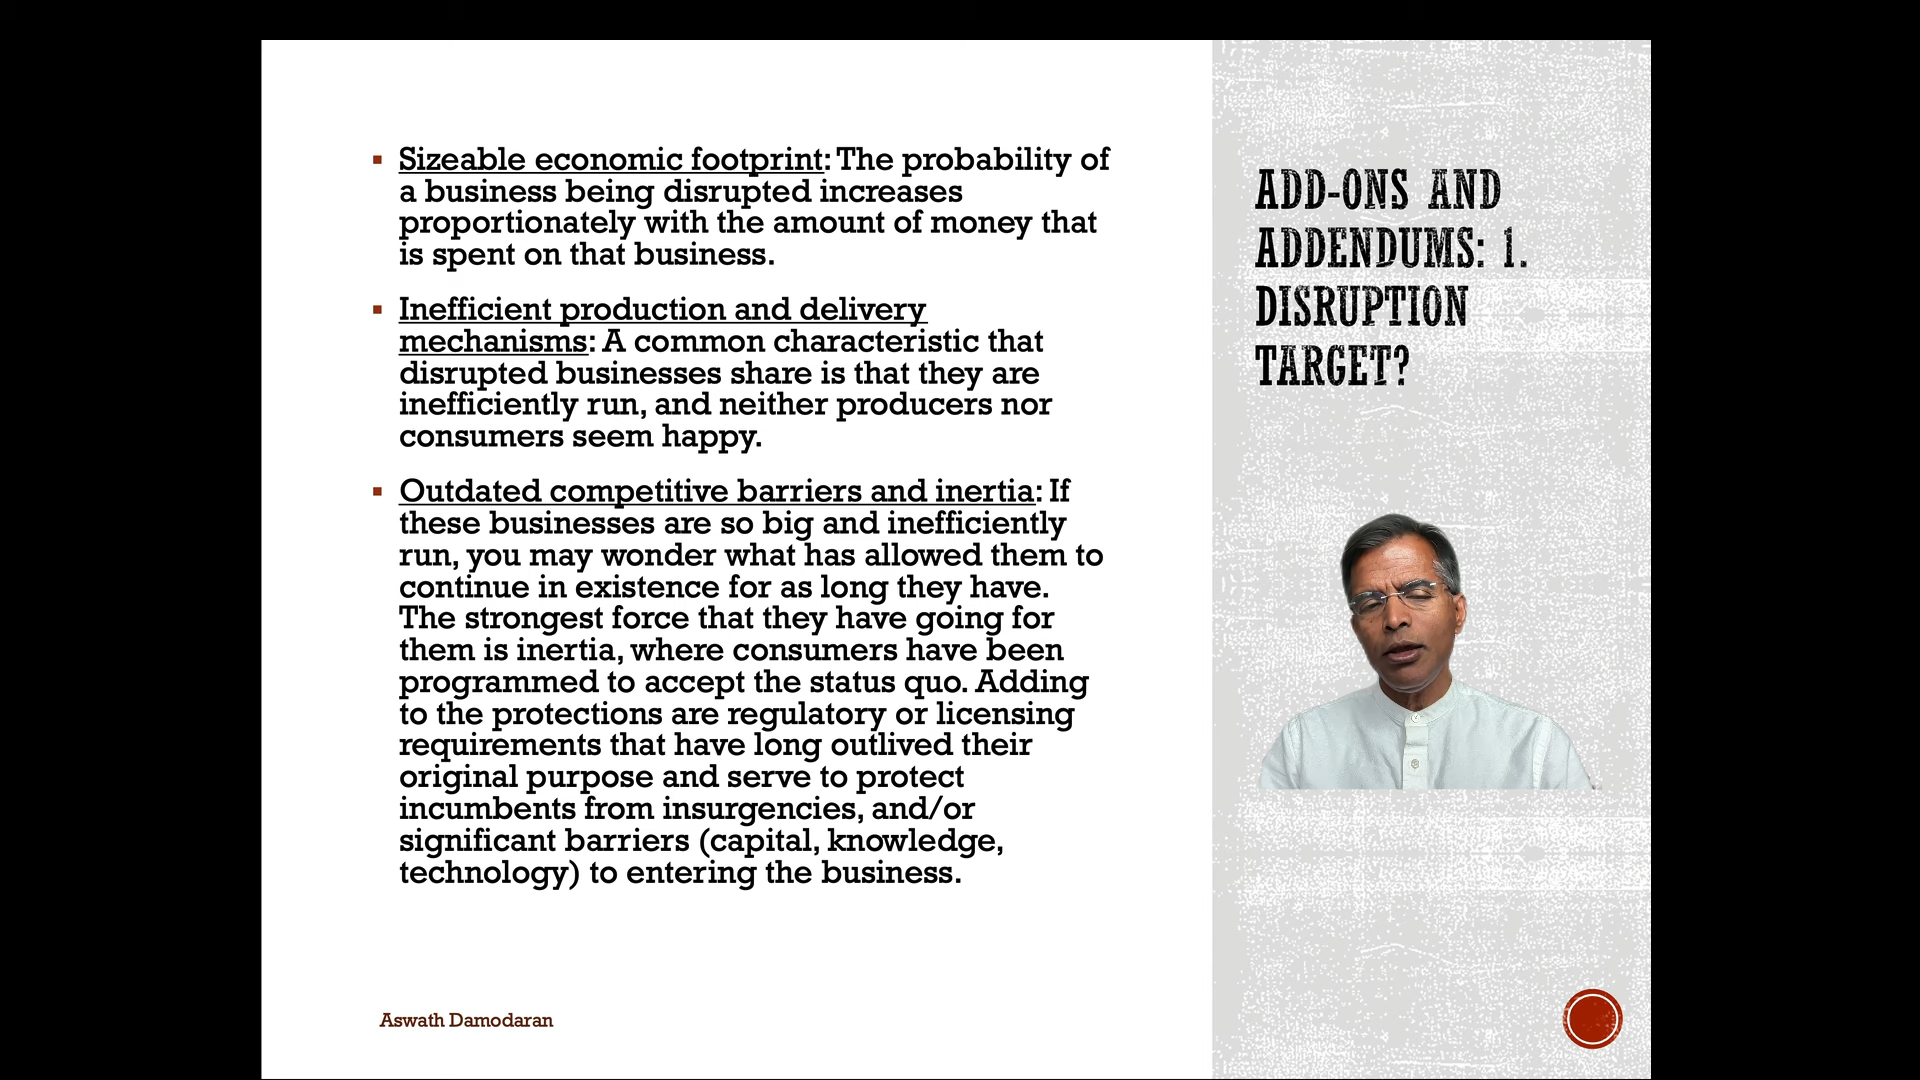 Sizeable economic footprint: The probability of
a business being disrupted increases
proportionately with the amount of money that
is spent on that business.
Inefficient production and delivery
mechanisms: A common characteristic that
disrupted businesses share is that they are
inefficiently run, and neither producers nor
consumers seem happy.
Outdated competitive barriers and inertia: If
these businesses are so big and inefficiently
run, you may wonder what has allowed them to
continue in existence for as long they have.
The strongest force that they have going for
them is inertia, where consumers have been
programmed to accept the status quo. Adding
to the protections are regulatory or licensing
requirements that have long outlived their
original purpose and serve to protect
incumbents from insurgencies, and/or
significant barriers (capital, knowledge,
technology) to entering the business.
Aswath Damodaran
ADD-ONS AND
ADDENDUMS: 1.
DISRUPTION
TARGET?